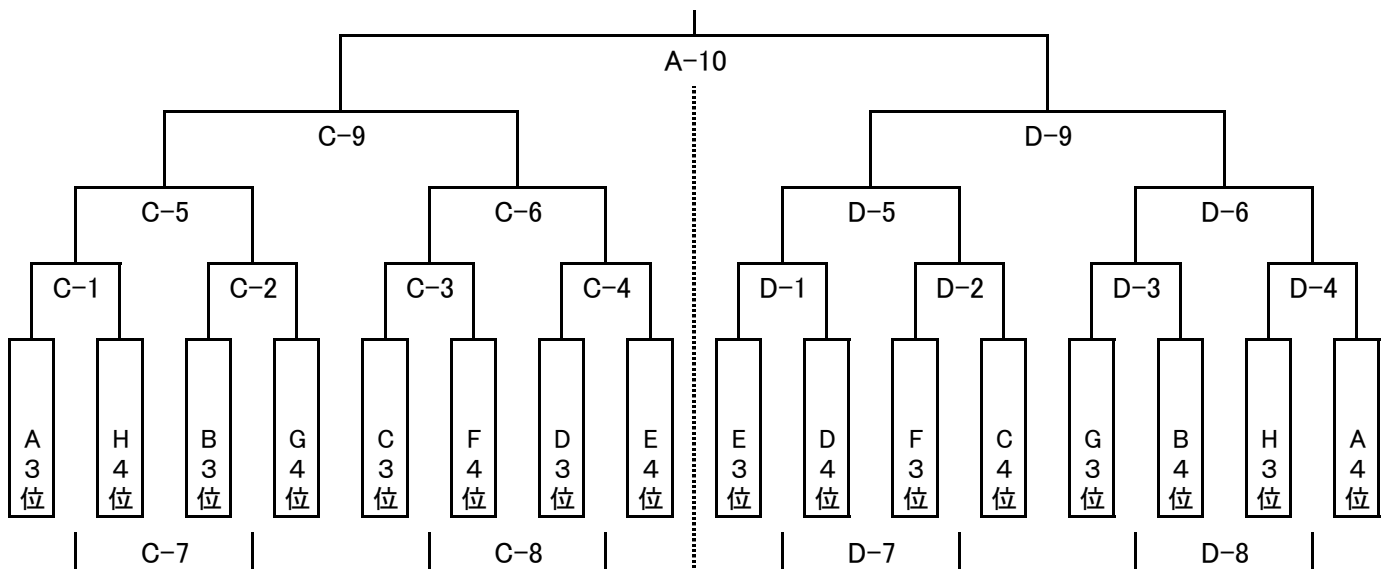 A-10
C-9
D-9
C-5
C-6
D-5
D-6
C-1
C-2
C-3
C-4
D-1
D-2
D-3
D-4
A3位
H4位
B3位
G4位
C3位
F4位
D3位
E4位
E3位
D4位
F3位
C4位
G3位
B4位
H3位
A4位
C-7
C-8
D-7
D-8